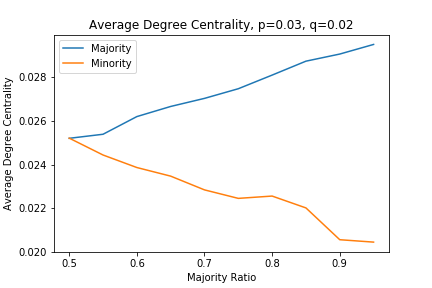 Average Degree Centrality, p=0.03, q=0.02
Majority
Minority
Average Degree Centrality
0.028
0.026
0.024
0.022
0.020
0.5 0.6 0.7 0.8 0.9
Majority Ratio